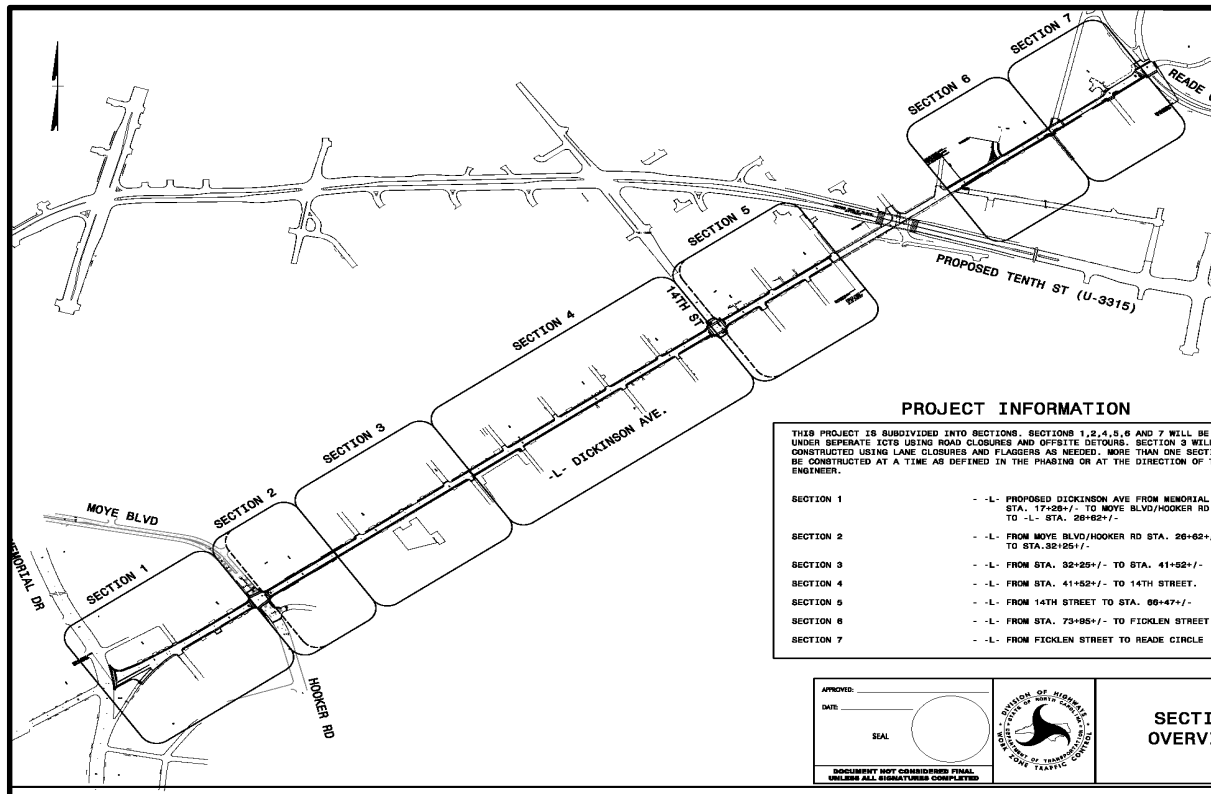 SECTION 7
READE C
SECTION 6
SECTION 5
PROPOSED TENTH ST (U-3315)
14TH ST
SECTION 4
-L- DICKINSON AVE.
SECTION 3
SECTION 2
MOYE BLVD
SECTION 1
MEMORIAL DR
HOOKER RD
PROJECT INFORMATION
THIS PROJECT IS SUBDIVIDED INTO SECTIONS. SECTIONS 1,2,4,5,6 AND 7 WILL BE
UNDER SEPERATE ICTS USING ROAD CLOSURES AND OFFSITE DETOURS. SECTION 3 WILL
CONSTRUCTED USING LANE CLOSURES AND FLAGGERS AS NEEDED. MORE THAN ONE SECTI
BE CONSTRUCTED AT A TIME AS DEFINED IN THE PHASING OR AT THE DIRECTION OF T
ENGINEER.
SECTION 1 - -L- PROPOSED DICKINSON AVE FROM MEMORIAL
STA. 17+26+/- TO MOYE BLVD/HOOKER RD
TO -L- STA. 26+62+/-
SECTION 2 - -L- FROM MOYE BLVD/HOOKER RD STA. 26+62+/
TO STA.32+25+/-
SECTION 3 - -L- FROM STA. 32+25+/- TO STA. 41+52+/-
SECTION 4 - -L- FROM STA. 41+52+/- TO 14TH STREET.
SECTION 5 - -L- FROM 14TH STREET TO STA. 66+47+/-
SECTION 6 - -L- FROM STA. 73+95+/- TO FICKLEN STREET
SECTION 7 - -L- FROM FICKLEN STREET TO READE CIRCLE
APPROVED:
DATE:
SEAL
DOCUMENT NOT CONSIDERED FINAL
UNLESS ALL SIGNATURES COMPLETED
DIVISION OF HIGHWAYS
STATE OF NORTH CAROLINA
DEPARTMENT OF TRANSPORTATION
WORK ZONE TRAFFIC CONTROL
SECTI
OVERVI